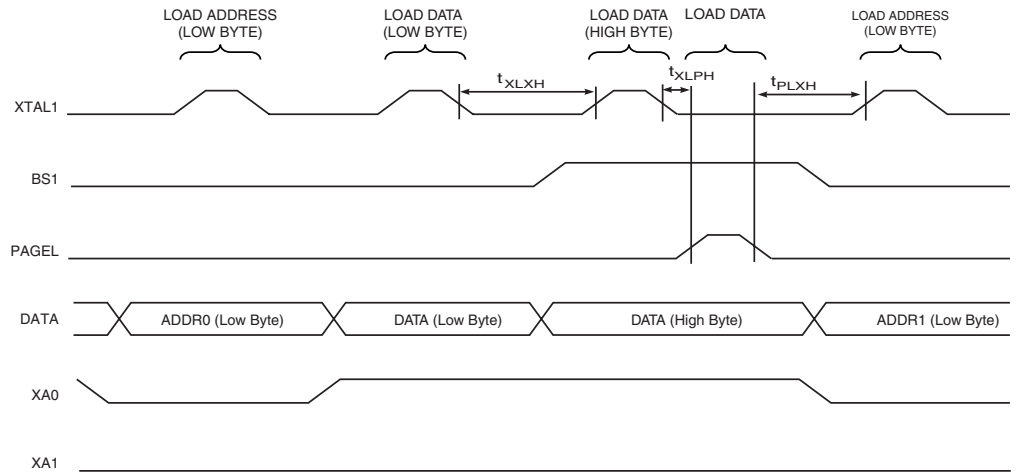 LOAD ADDRESS
(LOW BYTE)
LOAD DATA
(LOW BYTE)
LOAD DATA
(HIGH BYTE)
LOAD DATA
LOAD ADDRESS
(LOW BYTE)
tXLXH
tXLPH
tPLXH
XTAL1
BS1
PAGEL
DATA
ADDR0 (Low Byte)
DATA (Low Byte)
DATA (High Byte)
ADDR1 (Low Byte)
XA0
XA1